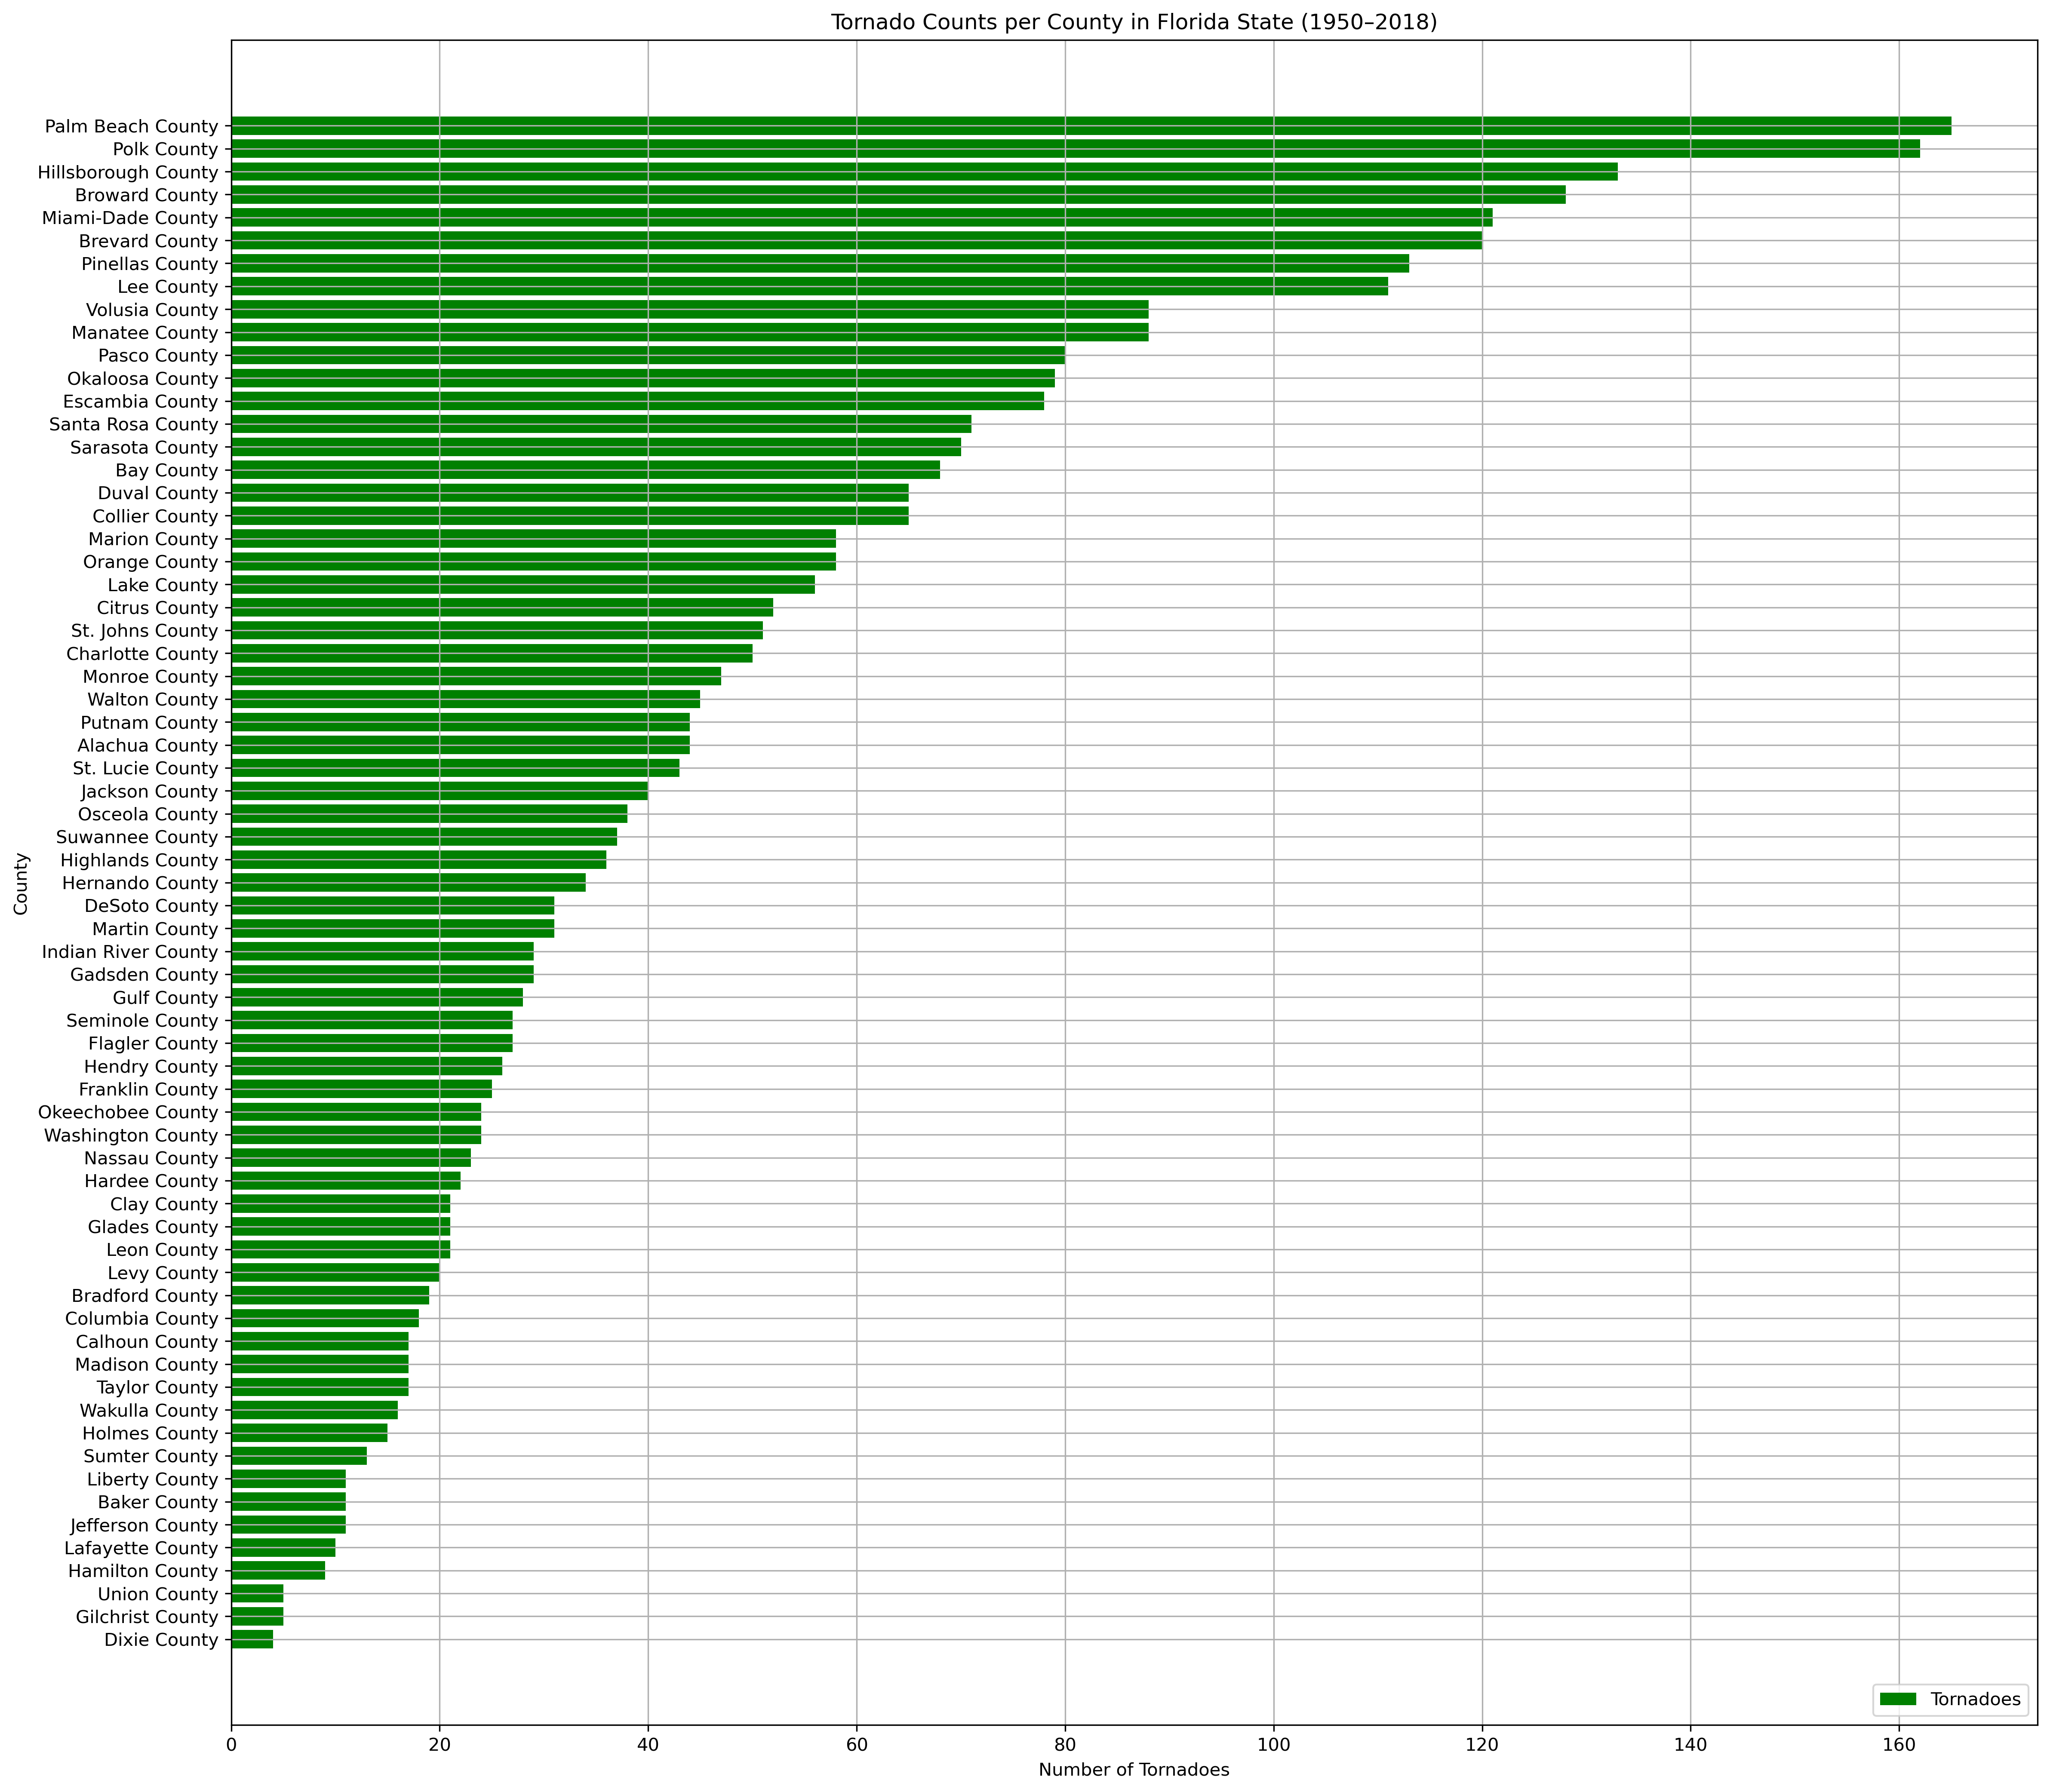 Tornado Counts per County in Florida State (1950–2018)
Palm Beach County
Polk County
Hillsborough County
Broward County
Miami-Dade County
Brevard County
Pinellas County
Lee County
Volusia County
Manatee County
Pasco County
Okaloosa County
Escambia County
Santa Rosa County
Sarasota County
Bay County
Duval County
Collier County
Marion County
Orange County
Lake County
Citrus County
St. Johns County
Charlotte County
Monroe County
Walton County
Putnam County
Alachua County
St. Lucie County
Jackson County
Osceola County
Suwannee County
Highlands County
Hernando County
DeSoto County
Martin County
Indian River County
Gadsden County
Gulf County
Seminole County
Flagler County
Hendry County
Franklin County
Okeechobee County
Washington County
Nassau County
Hardee County
Clay County
Glades County
Leon County
Levy County
Bradford County
Columbia County
Calhoun County
Madison County
Taylor County
Wakulla County
Holmes County
Sumter County
Liberty County
Baker County
Jefferson County
Lafayette County
Hamilton County
Union County
Gilchrist County
Dixie County
County
Tornadoes
0 20 40 60 80 100 120 140 160
Number of Tornadoes